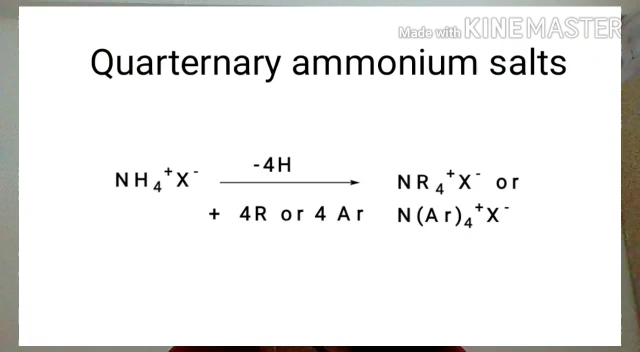 Made with KINEMASTER
Quarternary ammonium salts
-4H
NH₄⁺X⁻
NR₄⁺X⁻ or
+ 4R or 4 Ar N(Ar)₄⁺X⁻